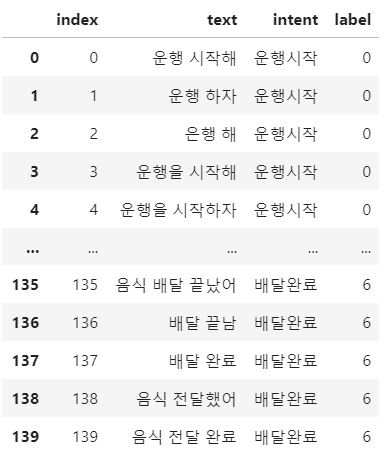 index text intent label
0 0 운행 시작해 운행시작 0
1 1 운행 하자 운행시작 0
2 2 은행 해 운행시작 0
3 3 운행을 시작해 운행시작 0
4 4 운행을 시작하자 운행시작 0
... ... ... ... ...
135 135 음식 배달 끝났어 배달완료 6
136 136 배달 끝남 배달완료 6
137 137 배달 완료 배달완료 6
138 138 음식 전달했어 배달완료 6
139 139 음식 전달 완료 배달완료 6